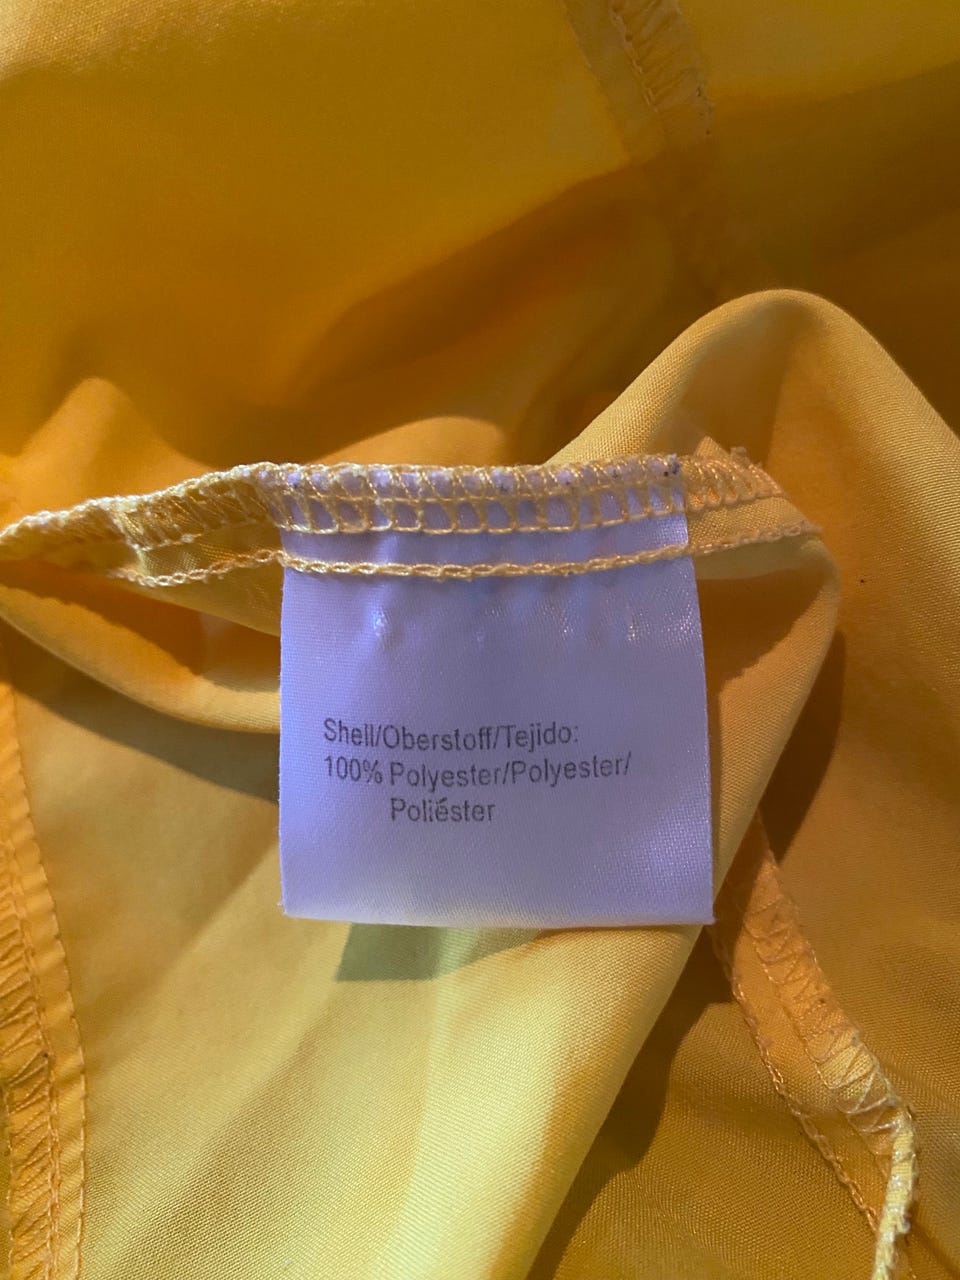 Shell/Oberstoff/Tejido:
100% Polyester/Polyester/
Poliéster